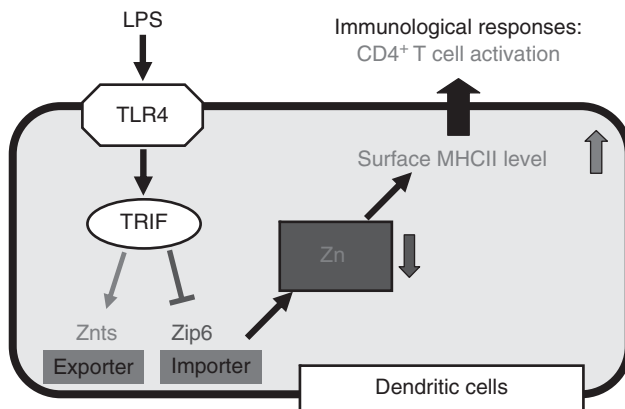 LPS
Immunological responses:
CD4⁺ T cell activation
TLR4
Surface MHCII level
TRIF
Zn
Znts
Zip6
Exporter
Importer
Dendritic cells